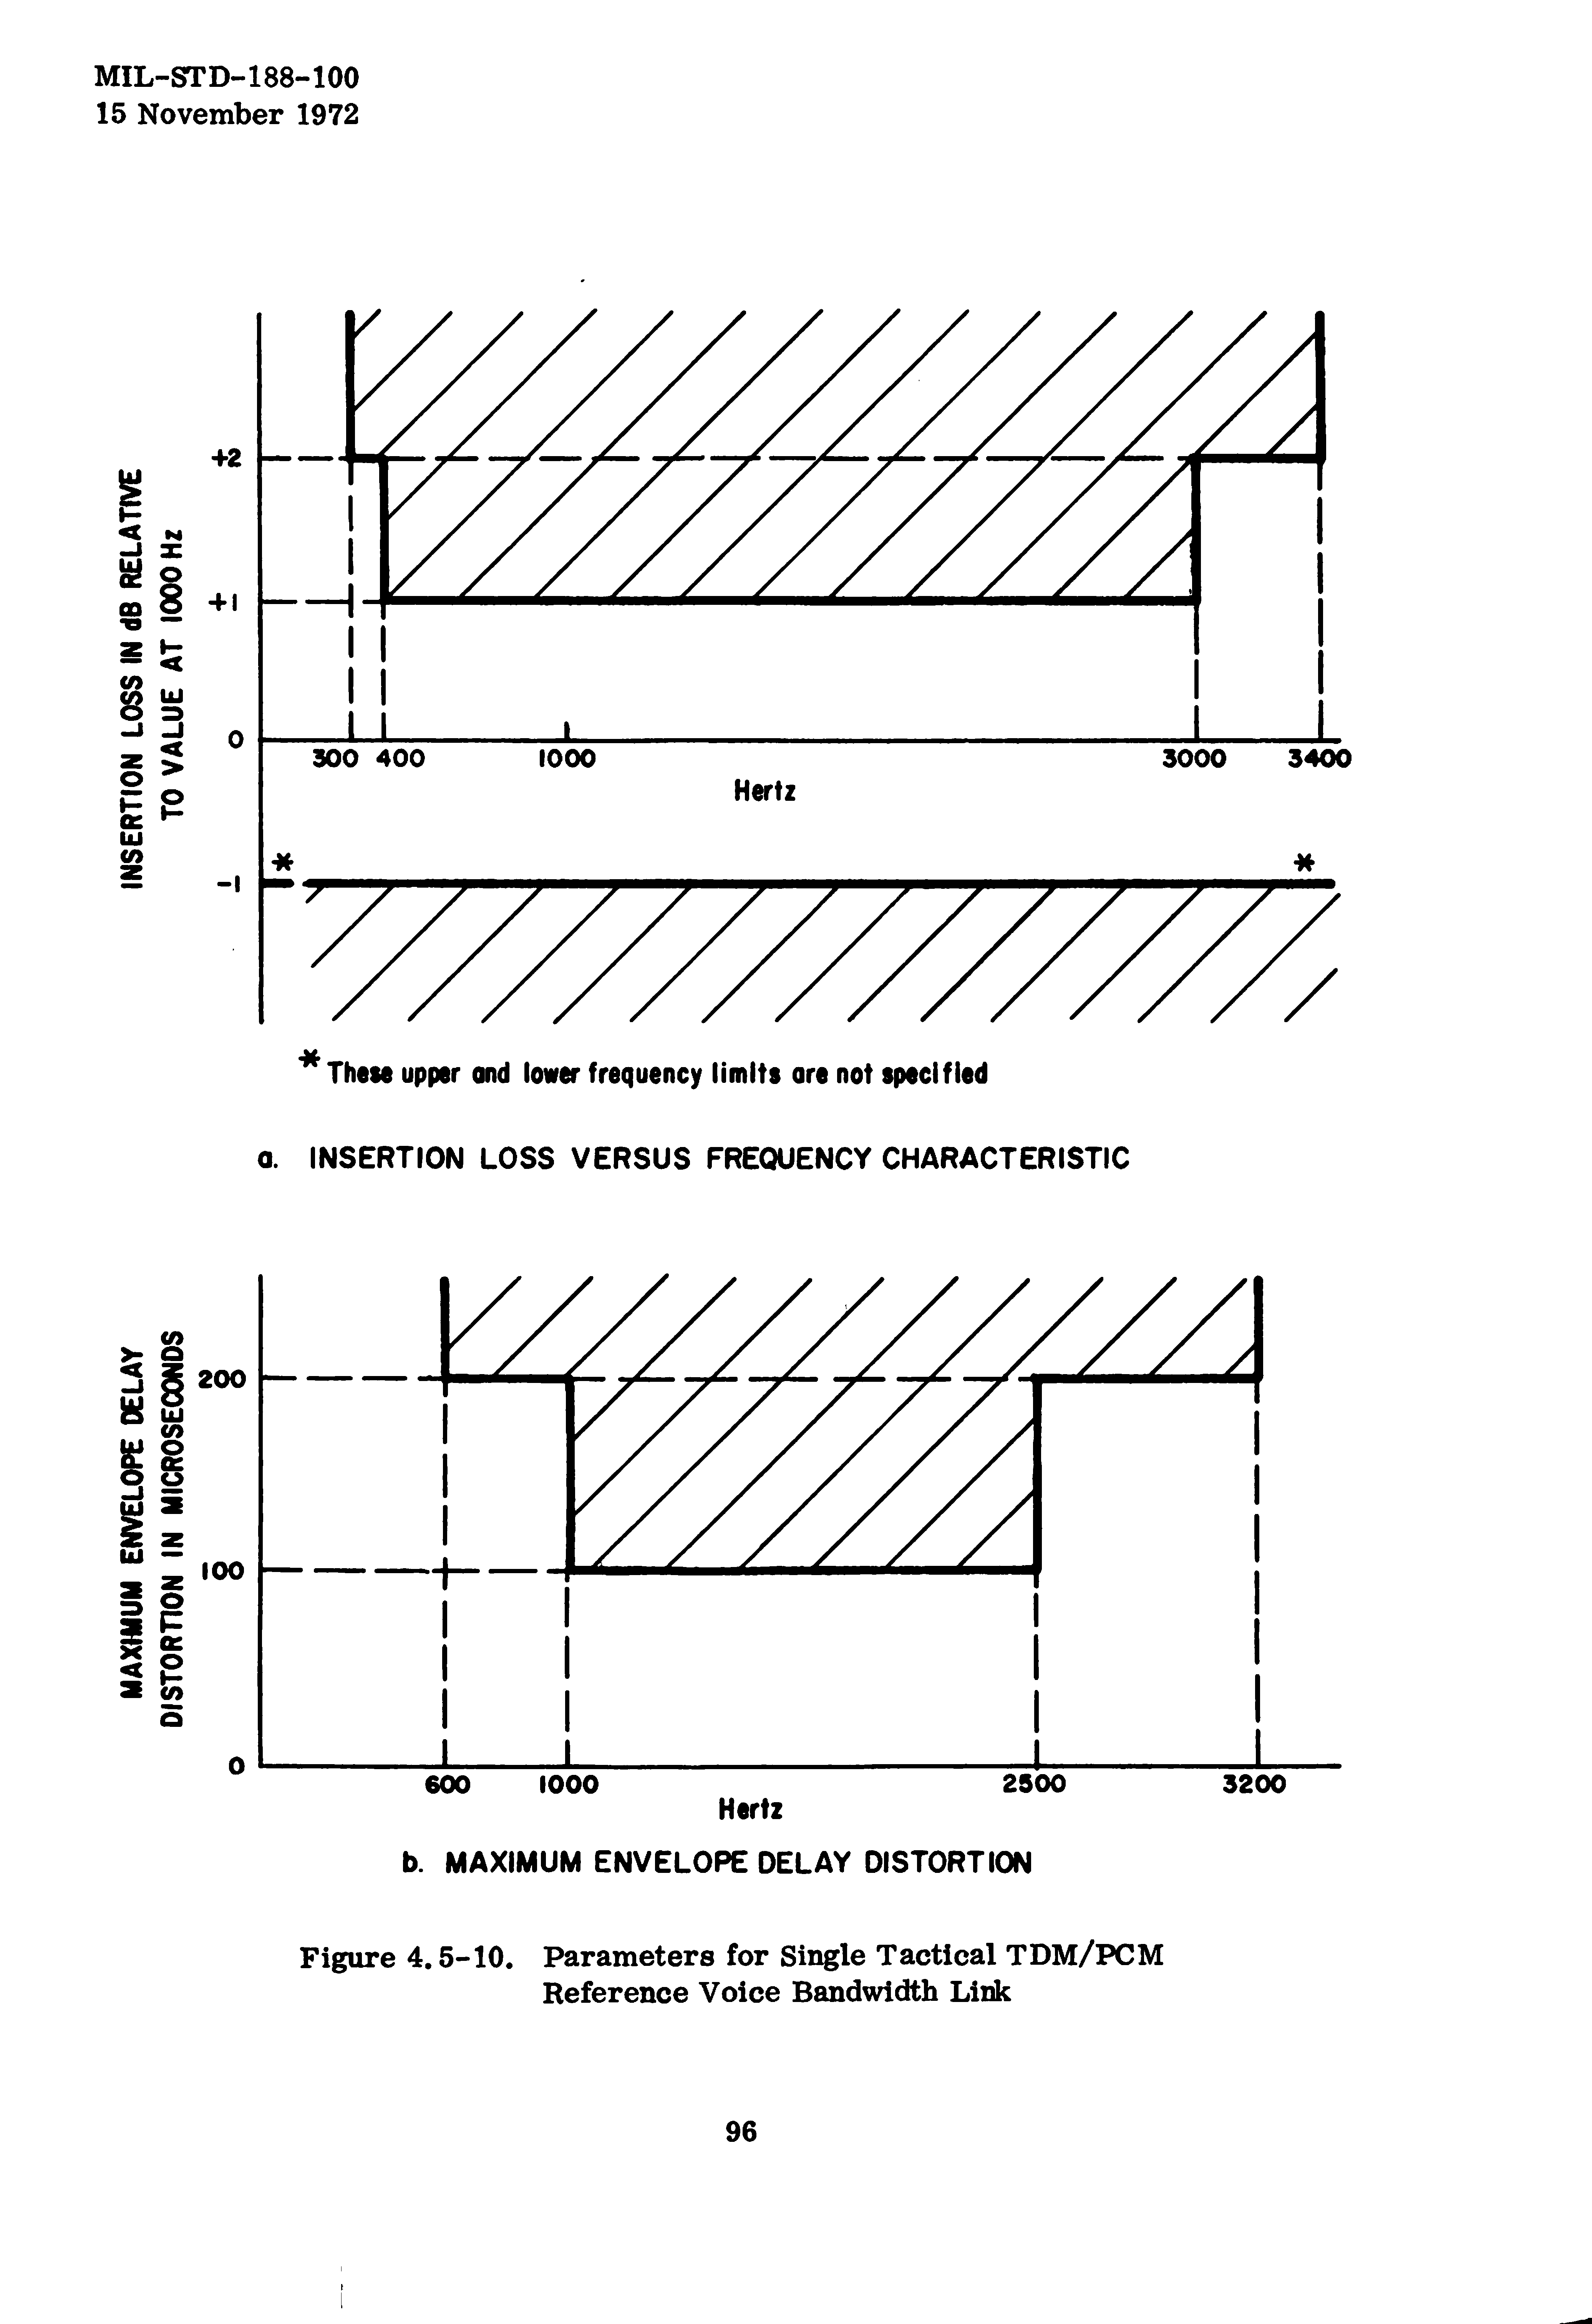 MIL-STD-188-100
15 November 1972
INSERTION LOSS IN dB RELATIVE
TO VALUE AT 1000 Hz
+2
+1
0
300 400 1000 3000 3400
Hertz
* *
-1
* These upper and lower frequency limits are not specified
a. INSERTION LOSS VERSUS FREQUENCY CHARACTERISTIC
MAXIMUM ENVELOPE DELAY
DISTORTION IN MICROSECONDS
200
100
0
600 1000 2500 3200
Hertz
b. MAXIMUM ENVELOPE DELAY DISTORTION
Figure 4.5-10. Parameters for Single Tactical TDM/PCM
Reference Voice Bandwidth Link
96